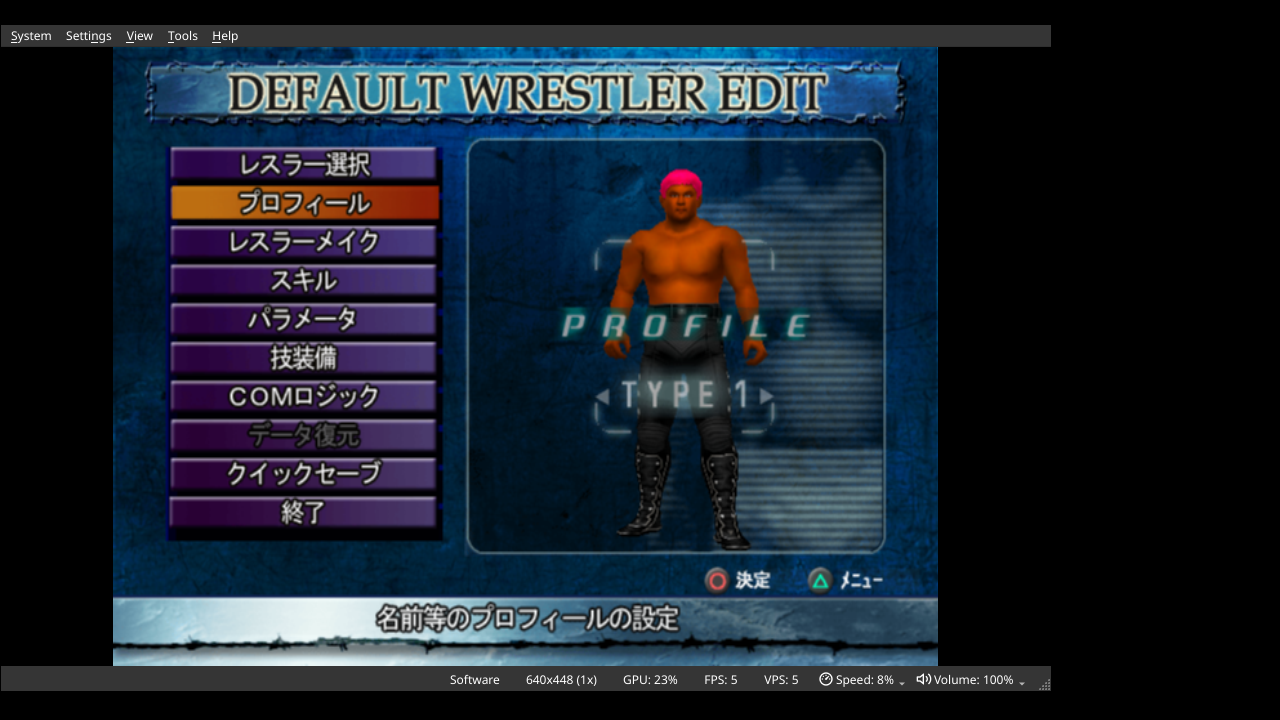 System Settings View Tools Help
DEFAULT WRESTLER EDIT
レスラー選択
プロフィール
レスラーメイク
スキル
パラメータ
技装備
COMロジック
データ復元
クイックセーブ
終了
PROFILE
TYPE 1
決定 メニュー
名前等のプロフィールの設定
Software 640x448 (1x) GPU: 23% FPS: 5 VPS: 5 Speed: 8% Volume: 100%